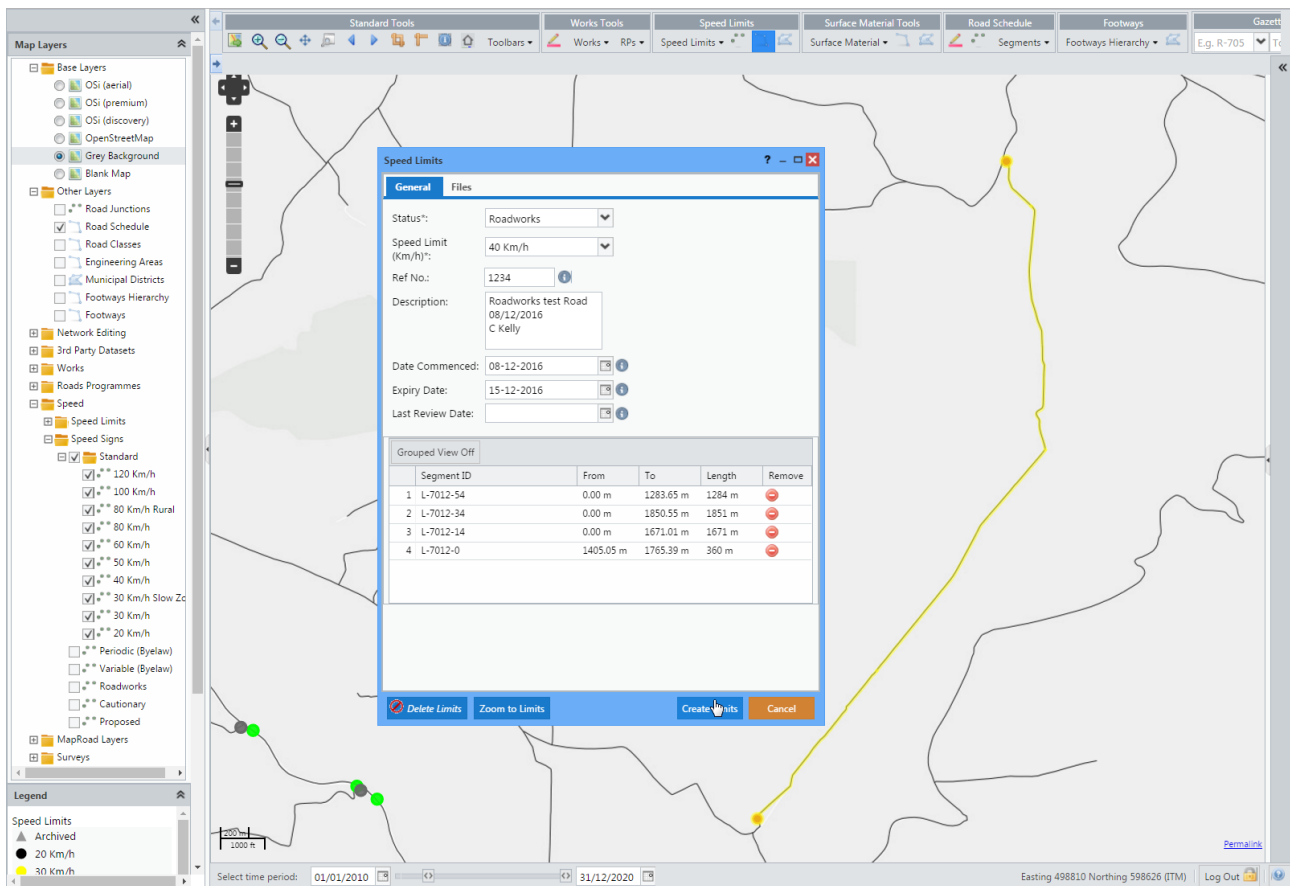 Standard Tools
Works Tools
Speed Limits
Surface Material Tools
Road Schedule
Footways
Toolbars
Works
RPs
Speed Limits
Surface Material
Segments
Footways Hierarchy
E.g. R-705
Map Layers
Base Layers
OSi (aerial)
OSi (premium)
OSi (discovery)
OpenStreetMap
Grey Background
Blank Map
Other Layers
Road Junctions
Road Schedule
Road Classes
Engineering Areas
Municipal Districts
Footways Hierarchy
Footways
Network Editing
3rd Party Datasets
Works
Roads Programmes
Speed
Speed Limits
Speed Signs
Standard
120 Km/h
100 Km/h
80 Km/h Rural
80 Km/h
60 Km/h
50 Km/h
40 Km/h
30 Km/h Slow Zo
30 Km/h
20 Km/h
Periodic (Byelaw)
Variable (Byelaw)
Roadworks
Cautionary
Proposed
MapRoad Layers
Surveys
Legend
Speed Limits
Archived
20 Km/h
30 Km/h
Speed Limits
General Files
Status*: Roadworks
Speed Limit
(Km/h)*: 40 Km/h
Ref No.: 1234
Description: Roadworks test Road
08/12/2016
C Kelly
Date Commenced: 08-12-2016
Expiry Date: 15-12-2016
Last Review Date:
Grouped View Off
Segment ID From To Length Remove
1 L-7012-54 0.00 m 1283.65 m 1284 m
2 L-7012-34 0.00 m 1850.55 m 1851 m
3 L-7012-14 0.00 m 1671.01 m 1671 m
4 L-7012-0 1405.05 m 1765.39 m 360 m
Delete Limits Zoom to Limits Cancel
200 m
1000 ft
Permalink
Select time period: 01/01/2010 31/12/2020 Easting 498810 Northing 598626 (ITM) Log Out